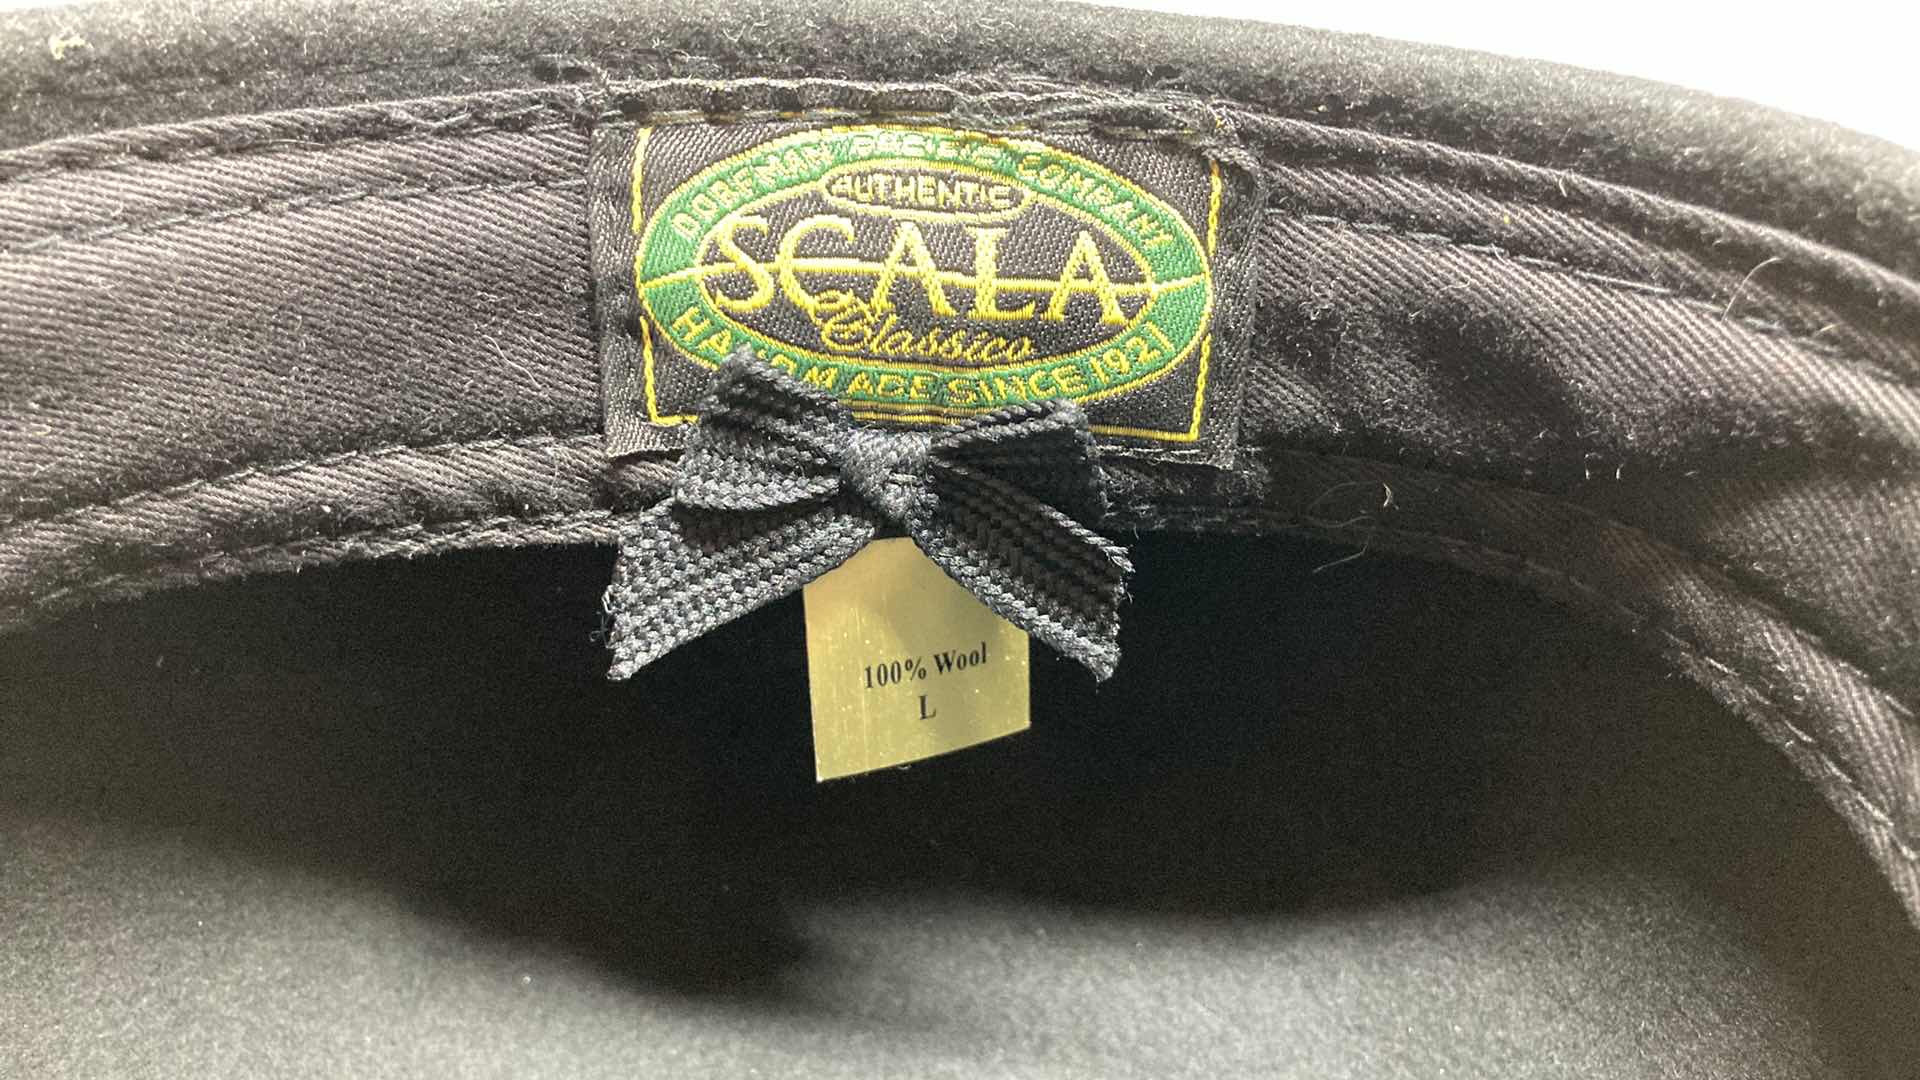 DORFMAN PACIFIC COMPANY
AUTHENTIC
SCALA
Classico
HANDMADE SINCE 1921
100% Wool
L